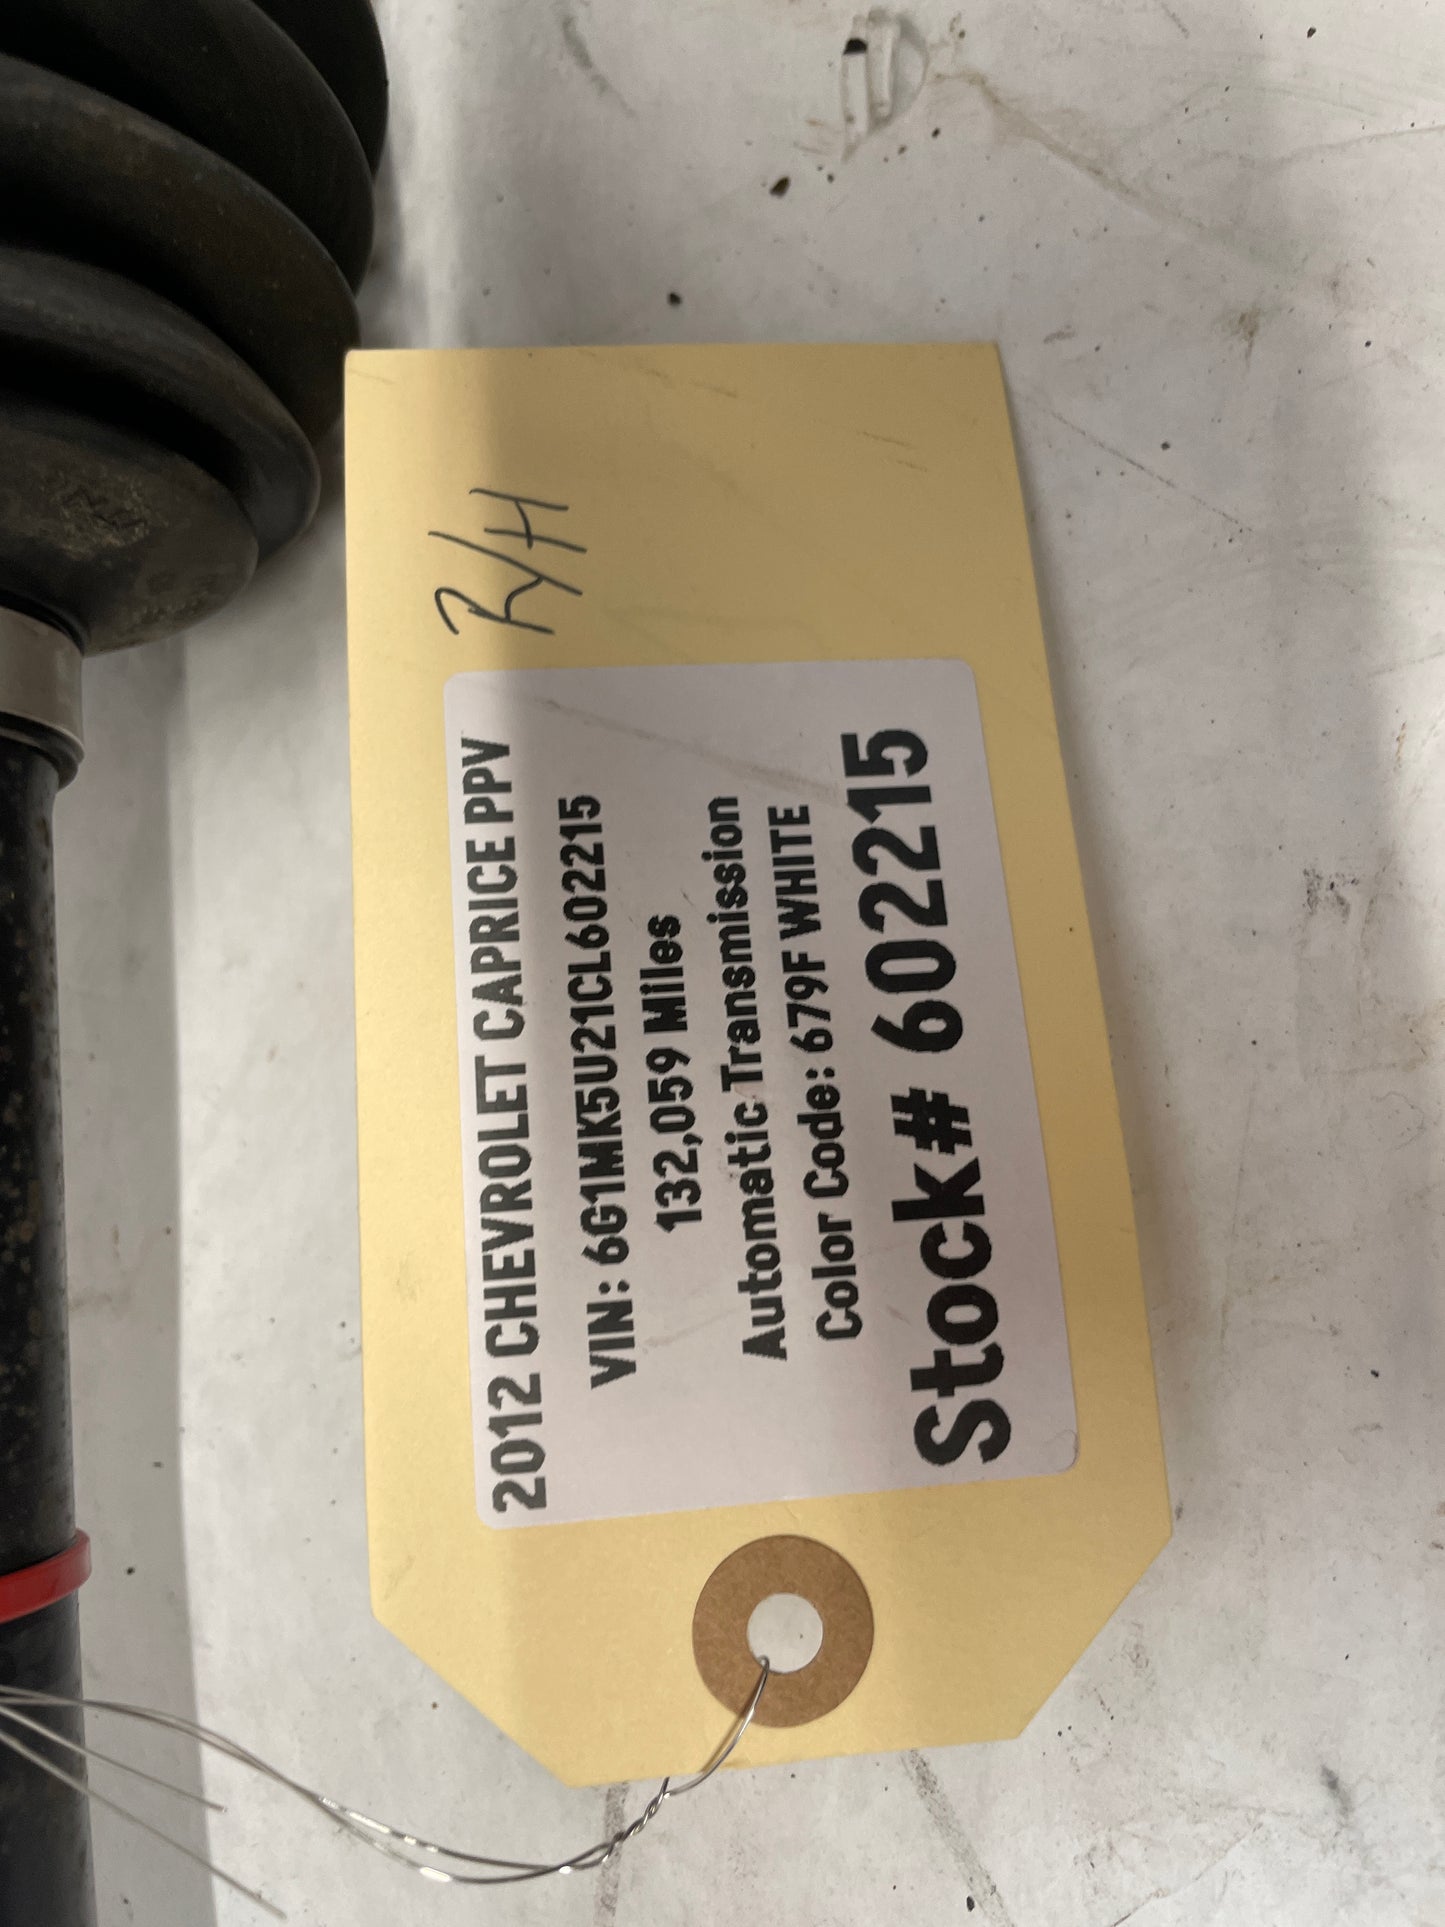 R/H
2012 CHEVROLET CAPRICE PPV
VIN: 6G1MK5U21CL602215
132,059 Miles
Automatic Transmission
Color Code: 679F WHITE
Stock# 602215